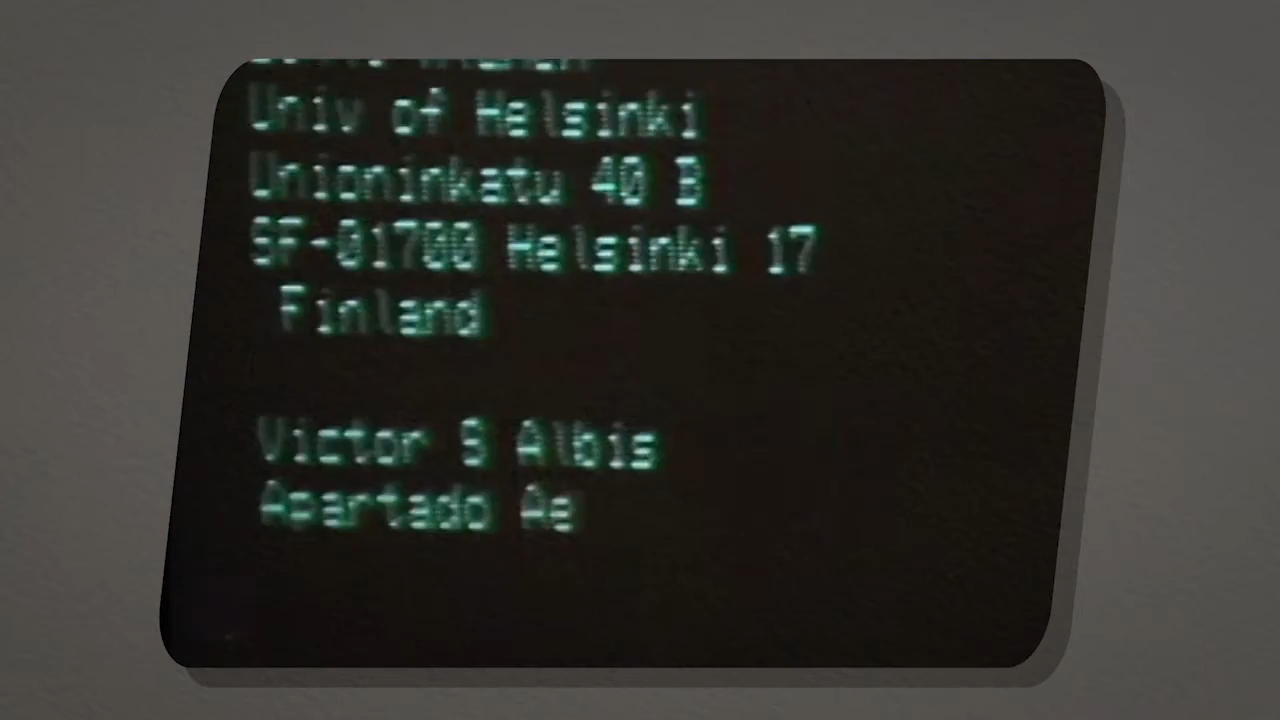 Univ of Helsinki
Unioninkatu 40 B
SF-01700 Helsinki 17
Finland
Victor S Albis
Apartado Ae